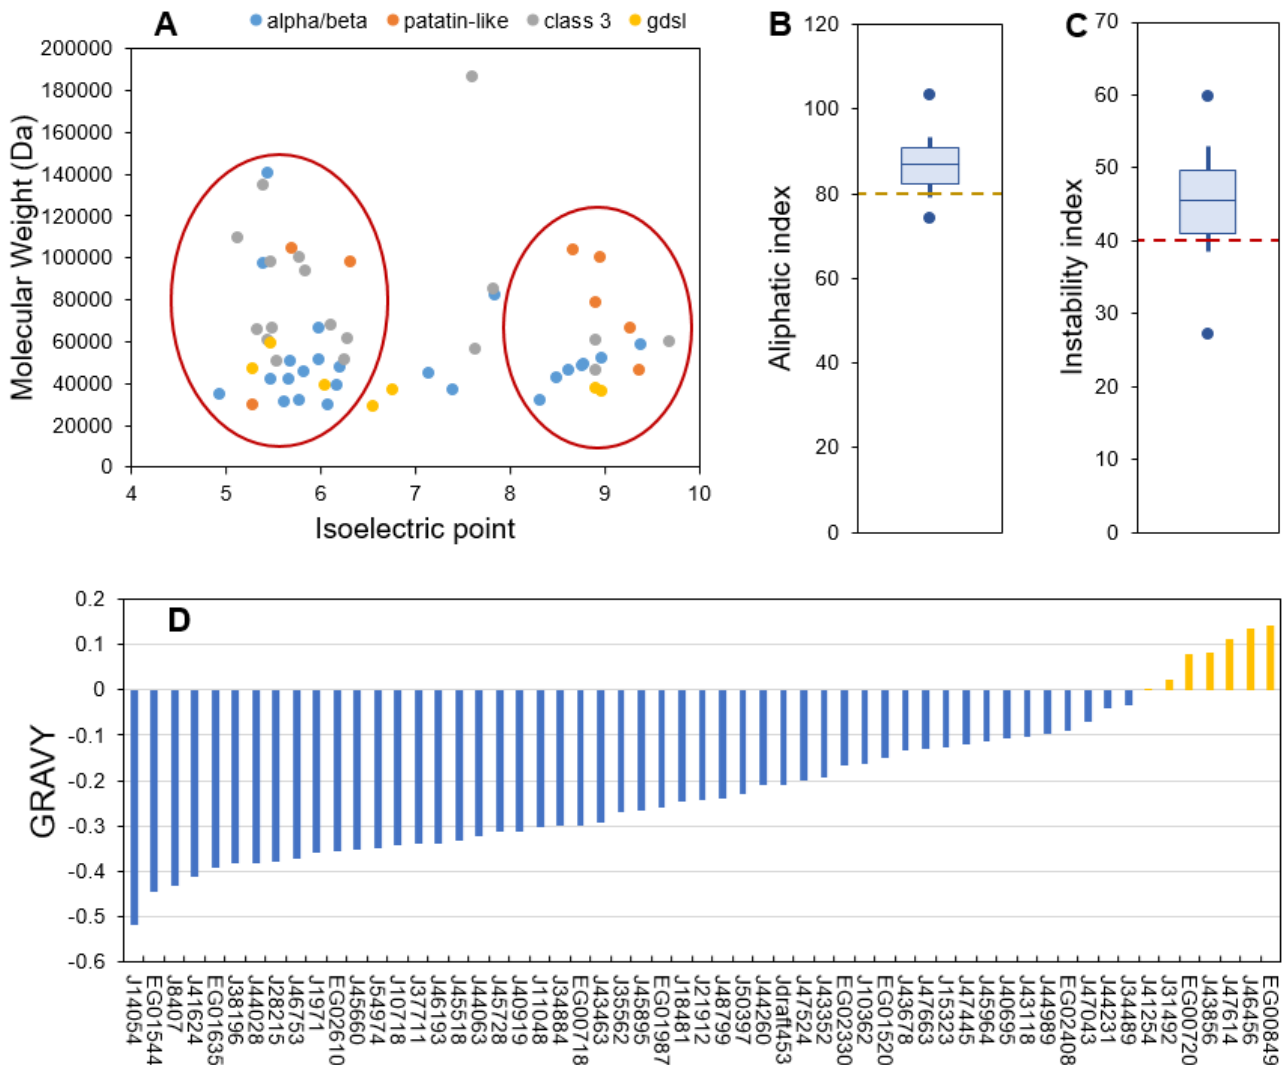 alpha/beta patatin-like class 3 gdsl
A
Molecular Weight (Da)
200000
180000
160000
140000
120000
100000
80000
60000
40000
20000
0
4 5 6 7 8 9 10
Isoelectric point
B
Aliphatic index
120
100
80
60
40
20
0
C
Instability index
70
60
50
40
30
20
10
0
D
GRAVY
0.2
0.1
0
-0.1
-0.2
-0.3
-0.4
-0.5
-0.6
J14054
EG01544
J8407
J41624
EG01635
J38196
J44028
J28215
J46753
J1971
EG02610
J45660
J54974
J10718
J37711
J46193
J45518
J44063
J45728
J40919
J11048
J34884
EG00718
J43463
J35562
J45895
EG01987
J18481
J21912
J48799
J50397
J44260
Jdraft453
J47524
J43352
EG02330
J10362
EG01520
J43678
J47663
J15323
J47445
J45964
J40695
J43118
J44989
EG02408
J47043
J44231
J34489
J41254
J31492
EG00720
J43856
J47614
J46456
EG00849